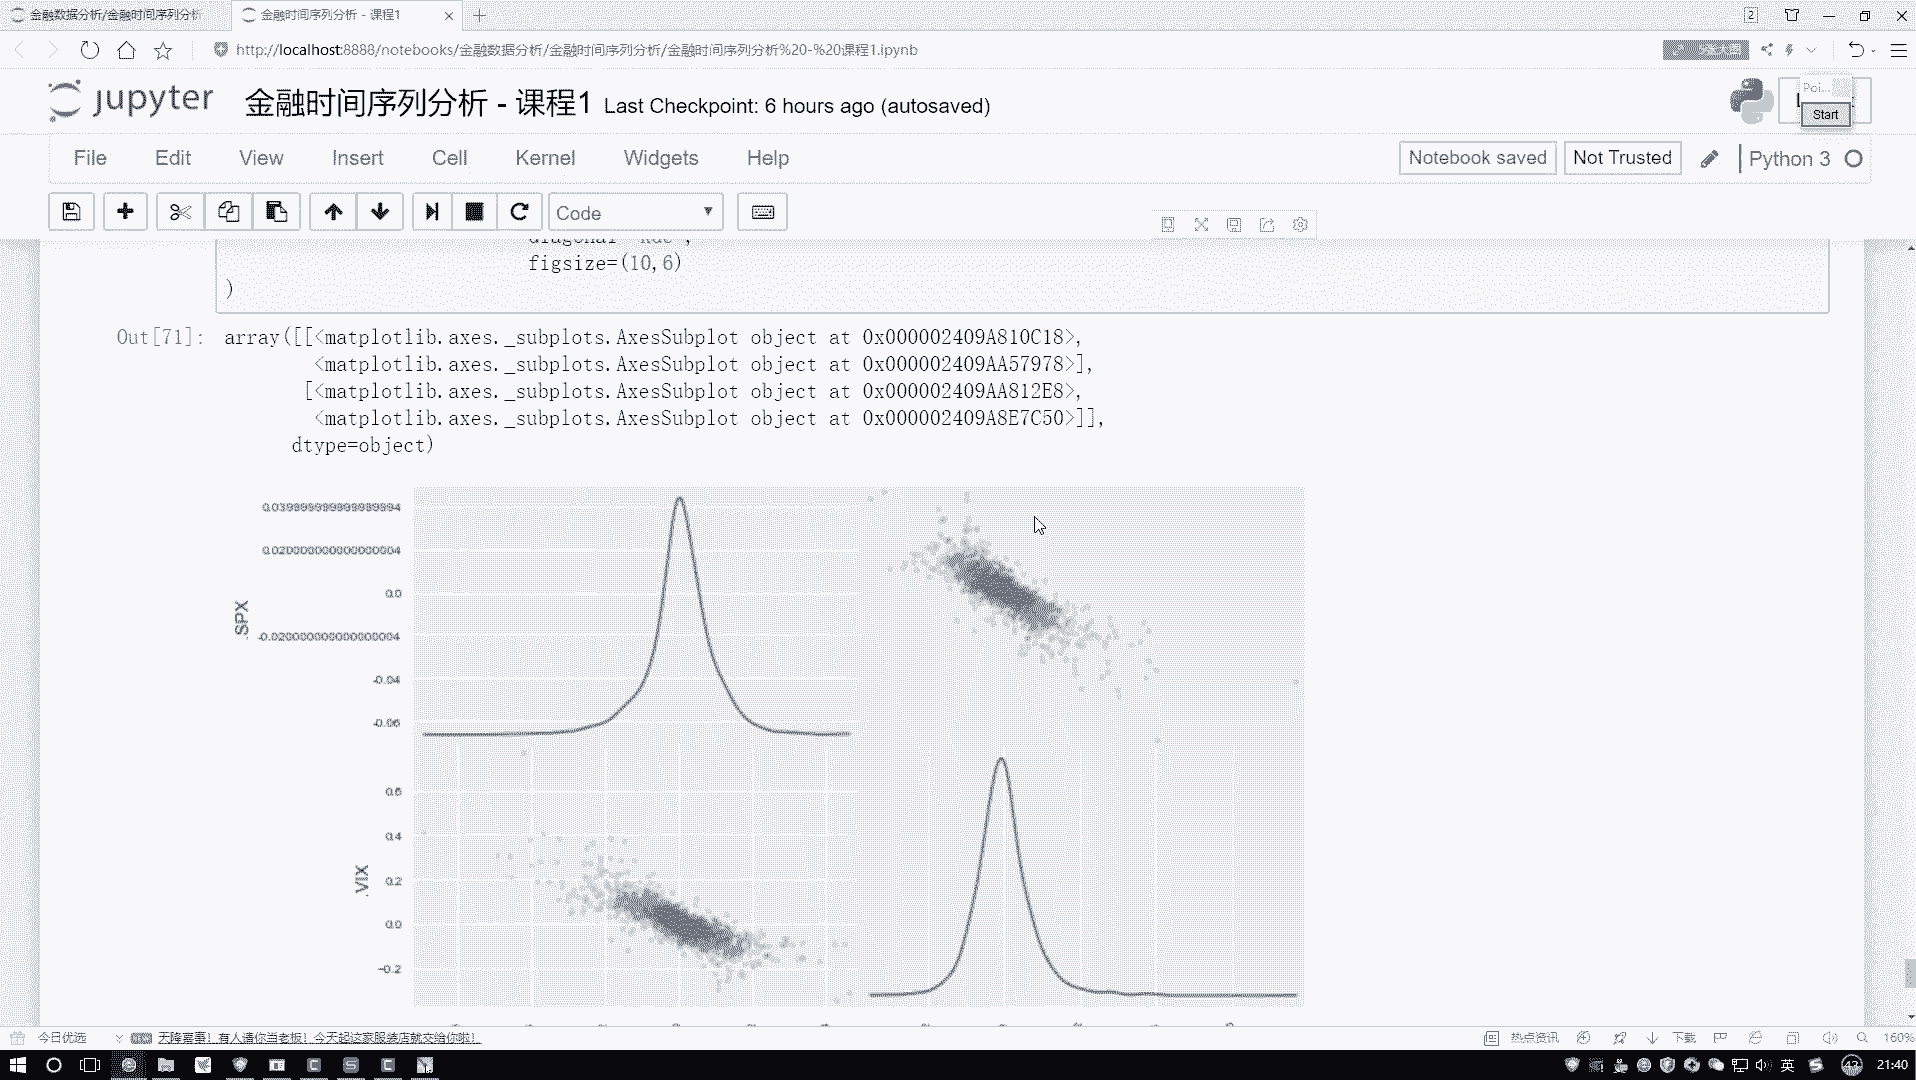 金融数据分析/金融时间序列分析
金融时间序列分析 - 课程1
2
http://localhost:8888/notebooks/金融数据分析/金融时间序列分析/金融时间序列分析%20-%20课程1.ipynb
jupyter
金融时间序列分析 - 课程1 Last Checkpoint: 6 hours ago (autosaved)
Poi...
Start
File Edit View Insert Cell Kernel Widgets Help
Notebook saved Not Trusted Python 3
Code
figsize=(10,6)
)
Out[71]: array([[<matplotlib.axes._subplots.AxesSubplot object at 0x000002409A810C18>,
<matplotlib.axes._subplots.AxesSubplot object at 0x000002409AA57978>],
[<matplotlib.axes._subplots.AxesSubplot object at 0x000002409AA812E8>,
<matplotlib.axes._subplots.AxesSubplot object at 0x000002409A8E7C50>]],
dtype=object)
0.039999999999999994
0.020000000000000004
0.0
.SPX
-0.020000000000000004
-0.04
-0.06
0.6
0.4
.VIX
0.2
0.0
-0.2
今日优选
天降喜事！有人请你当老板！今天起这家服装店就交给你啦！
热点资讯
下载
160%
英
43
21:40